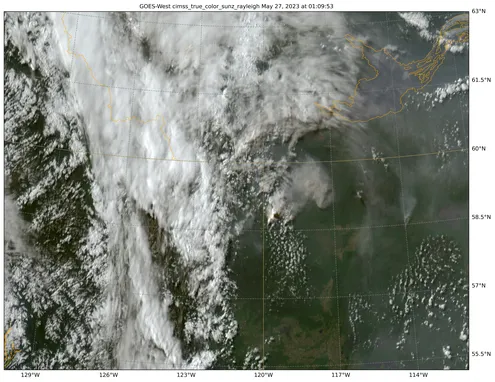 GOES-West cimss_true_color_sunz_rayleigh May 27, 2023 at 01:09:53
63°N
61.5°N
60°N
58.5°N
57°N
55.5°N
129°W 126°W 123°W 120°W 117°W 114°W